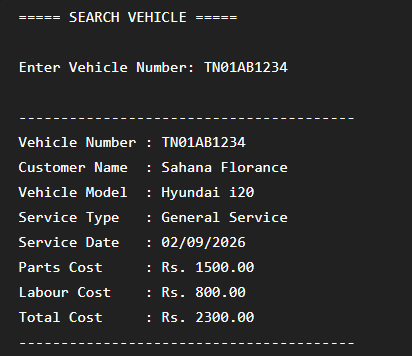 ===== SEARCH VEHICLE =====
Enter Vehicle Number: TN01AB1234
----------------------------------------
Vehicle Number : TN01AB1234
Customer Name  : Sahana Florance
Vehicle Model  : Hyundai i20
Service Type   : General Service
Service Date   : 02/09/2026
Parts Cost     : Rs. 1500.00
Labour Cost    : Rs. 800.00
Total Cost     : Rs. 2300.00
----------------------------------------